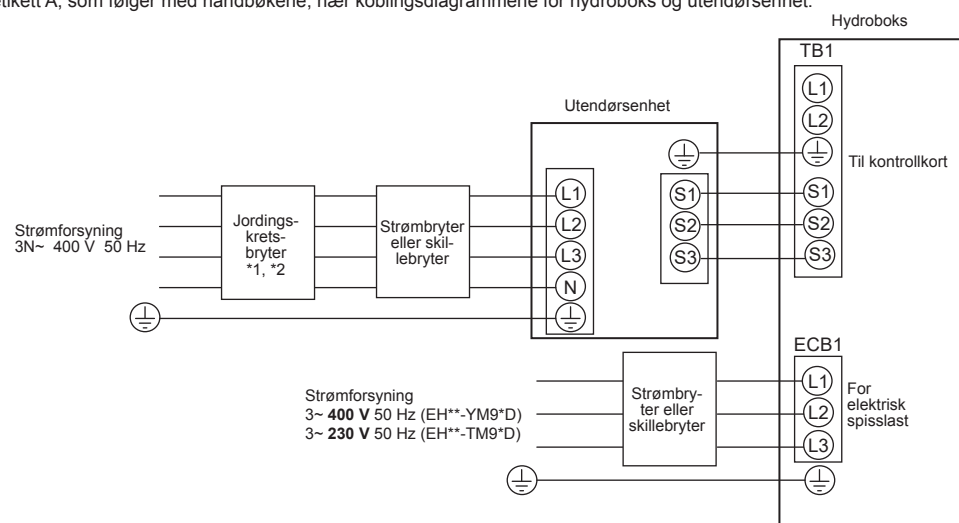 etikett A, som følger med håndbøkene, nær koblingsdiagrammene for hydroboks og utendørsenhet.
Hydroboks
TB1
L1
L2
Til kontrollkort
S1
S2
S3
Utendørsenhet
L1
L2
L3
N
S1
S2
S3
Strømforsyning
3N~ 400 V 50 Hz
Jordings-
krets-
bryter
*1, *2
Strømbryter
eller skil-
lebryter
ECB1
L1
L2
L3
For
elektrisk
spisslast
Strømforsyning
3~ 400 V 50 Hz (EH**-YM9*D)
3~ 230 V 50 Hz (EH**-TM9*D)
Strømbry-
ter eller
skillebryter